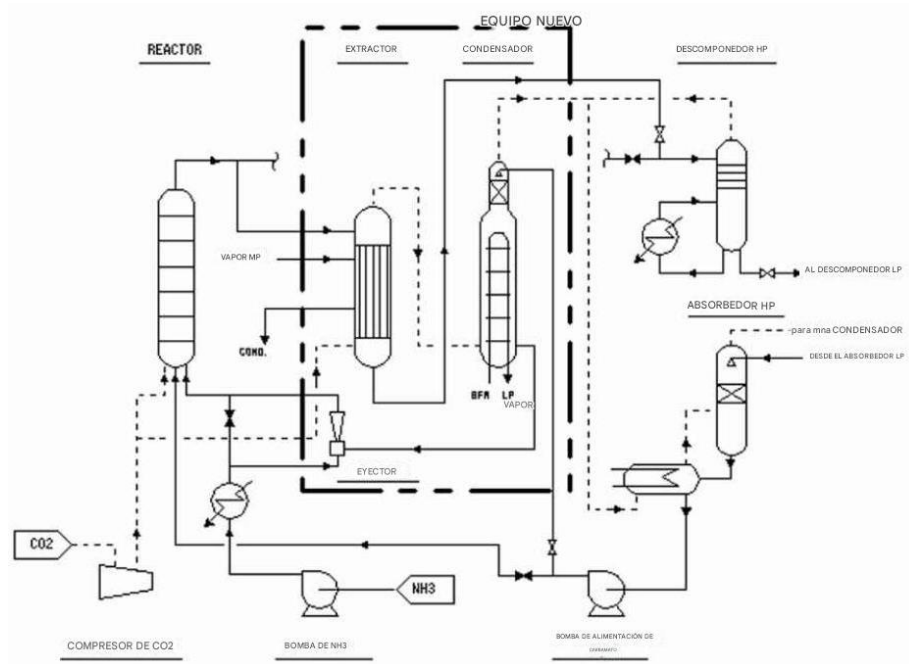 EQUIPO NUEVO
REACTOR
EXTRACTOR
CONDENSADOR
DESCOMPONEDOR HP
VAPOR MP
AL DESCOMPONEDOR LP
ABSORBEDOR HP
para mna CONDENSADOR
DESDE EL ABSORBEDOR LP
COND.
BFW LP
VAPOR
EYECTOR
CO2
NH3
COMPRESOR DE CO2
BOMBA DE NH3
BOMBA DE ALIMENTACIÓN DE